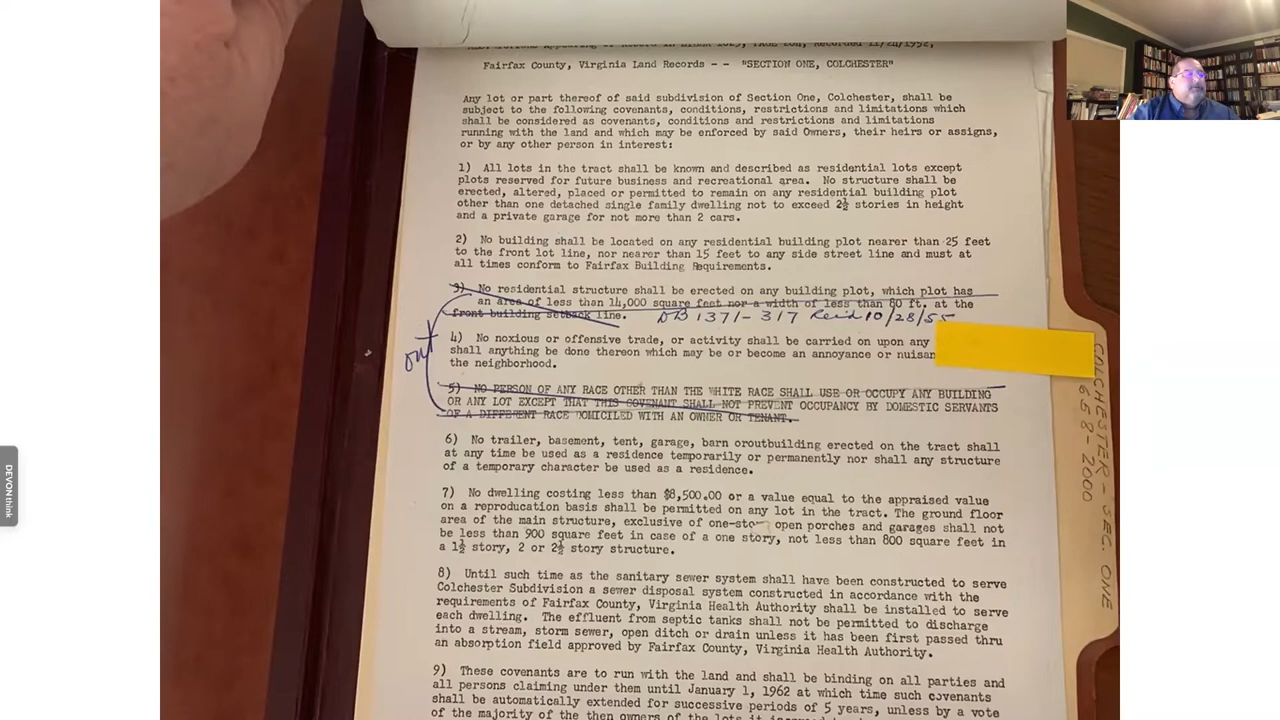 Fairfax County, Virginia Land Records -- "SECTION ONE, COLCHESTER"
Any lot or part thereof of said subdivision of Section One, Colchester, shall be
subject to the following covenants, conditions, restrictions and limitations which
shall be considered as covenants, conditions and restrictions and limitations
running with the land and which may be enforced by said Owners, their heirs or assigns,
or by any other person in interest:
1) All lots in the tract shall be known and described as residential lots except
plots reserved for future business and recreational area. No structure shall be
erected, altered, placed or permitted to remain on any residential building plot
other than one detached single family dwelling not to exceed 2½ stories in height
and a private garage for not more than 2 cars.
2) No building shall be located on any residential building plot nearer than 25 feet
to the front lot line, nor nearer than 15 feet to any side street line and must at
all times conform to Fairfax Building Requirements.
3) No residential structure shall be erected on any building plot, which plot has
an area of less than 14,000 square feet nor a width of less than 80 ft. at the
front building setback line. DB 1371-317 Rec'd 10/28/55
4) No noxious or offensive trade, or activity shall be carried on upon any
shall anything be done thereon which may be or become an annoyance or nuisan
the neighborhood.
5) NO PERSON OF ANY RACE OTHER THAN THE WHITE RACE SHALL USE OR OCCUPY ANY BUILDING
OR ANY LOT EXCEPT THAT THIS COVENANT SHALL NOT PREVENT OCCUPANCY BY DOMESTIC SERVANTS
OF A DIFFERENT RACE DOMICILED WITH AN OWNER OR TENANT.
6) No trailer, basement, tent, garage, barn oroutbuilding erected on the tract shall
at any time be used as a residence temporarily or permanently nor shall any structure
of a temporary character be used as a residence.
7) No dwelling costing less than $8,500.00 or a value equal to the appraised value
on a reproducation basis shall be permitted on any lot in the tract. The ground floor
area of the main structure, exclusive of one-sto open porches and garages shall not
be less than 900 square feet in case of a one story, not less than 800 square feet in
a 1½ story, 2 or 2½ story structure.
8) Until such time as the sanitary sewer system shall have been constructed to serve
Colchester Subdivision a sewer disposal system constructed in accordance with the
requirements of Fairfax County, Virginia Health Authority shall be installed to serve
each dwelling. The effluent from septic tanks shall not be permitted to discharge
into a stream, storm sewer, open ditch or drain unless it has been first passed thru
an absorption field approved by Fairfax County, Virginia Health Authority.
9) These covenants are to run with the land and shall be binding on all parties and
all persons claiming under them until January 1, 1962 at which time such covenants
shall be automatically extended for successive periods of 5 years, unless by a vote
of the majority of the then owners of the lots it
COLCHESTER - SEC. ONE
658-2000
DEVONthink